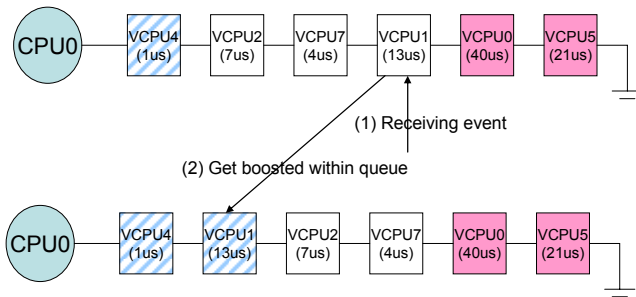 CPU0
VCPU4
(1us)
VCPU2
(7us)
VCPU7
(4us)
VCPU1
(13us)
VCPU0
(40us)
VCPU5
(21us)
(1) Receiving event
(2) Get boosted within queue
CPU0
VCPU4
(1us)
VCPU1
(13us)
VCPU2
(7us)
VCPU7
(4us)
VCPU0
(40us)
VCPU5
(21us)